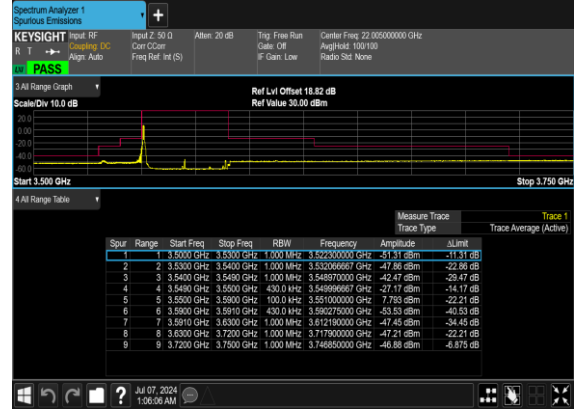 Spectrum Analyzer 1
Spurious Emissions
+
KEYSIGHT Input: RF Input Z: 50 Ω Atten: 20 dB Trig: Free Run Center Freq: 22.005000000 GHz
R T Coupling: DC Corr CCorr Gate: Off Avg|Hold: 100/100
Align: Auto Freq Ref: Int (S) IF Gain: Low Radio Std: None
PASS
3 All Range Graph
Ref Lvl Offset 18.82 dB
Scale/Div 10.0 dB Ref Value 30.00 dBm
20.0
0.00
-20.0
-40.0
-60.0
Start 3.500 GHz Stop 3.750 GHz
4 All Range Table
Measure Trace Trace 1
Trace Type Trace Average (Active)
Spur Range Start Freq Stop Freq RBW Frequency Amplitude ΔLimit
1 1 3.5000 GHz 3.5300 GHz 1.000 MHz 3.522300000 GHz -51.31 dBm -11.31 dB
2 2 3.5300 GHz 3.5400 GHz 1.000 MHz 3.532066667 GHz -47.86 dBm -22.86 dB
3 3 3.5400 GHz 3.5490 GHz 1.000 MHz 3.548970000 GHz -42.47 dBm -29.47 dB
4 4 3.5490 GHz 3.5500 GHz 430.0 kHz 3.549996667 GHz -27.17 dBm -14.17 dB
5 5 3.5500 GHz 3.5900 GHz 100.0 kHz 3.551000000 GHz 7.793 dBm -22.21 dB
6 6 3.5900 GHz 3.5910 GHz 430.0 kHz 3.590275000 GHz -53.53 dBm -40.53 dB
7 7 3.5910 GHz 3.6300 GHz 1.000 MHz 3.612190000 GHz -47.45 dBm -34.45 dB
8 8 3.6300 GHz 3.7200 GHz 1.000 MHz 3.717900000 GHz -47.21 dBm -22.21 dB
9 9 3.7200 GHz 3.7500 GHz 1.000 MHz 3.746850000 GHz -46.88 dBm -6.875 dB
? Jul 07, 2024
1:06:06 AM